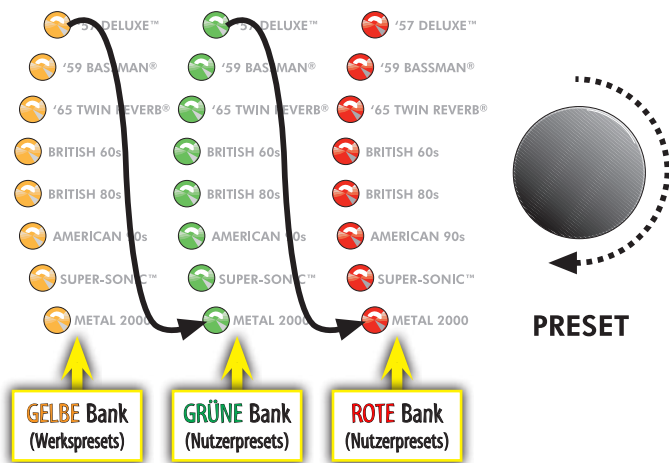 '57 DELUXE™
'59 BASSMAN®
'65 TWIN REVERB®
BRITISH 60s
BRITISH 80s
AMERICAN 90s
SUPER-SONIC™
METAL 2000
'57 DELUXE™
'59 BASSMAN®
'65 TWIN REVERB®
BRITISH 60s
BRITISH 80s
AMERICAN 90s
SUPER-SONIC™
METAL 2000
'57 DELUXE™
'59 BASSMAN®
'65 TWIN REVERB®
BRITISH 60s
BRITISH 80s
AMERICAN 90s
SUPER-SONIC™
METAL 2000
PRESET
GELBE Bank
(Werkspresets)
GRÜNE Bank
(Nutzerpresets)
ROTE Bank
(Nutzerpresets)